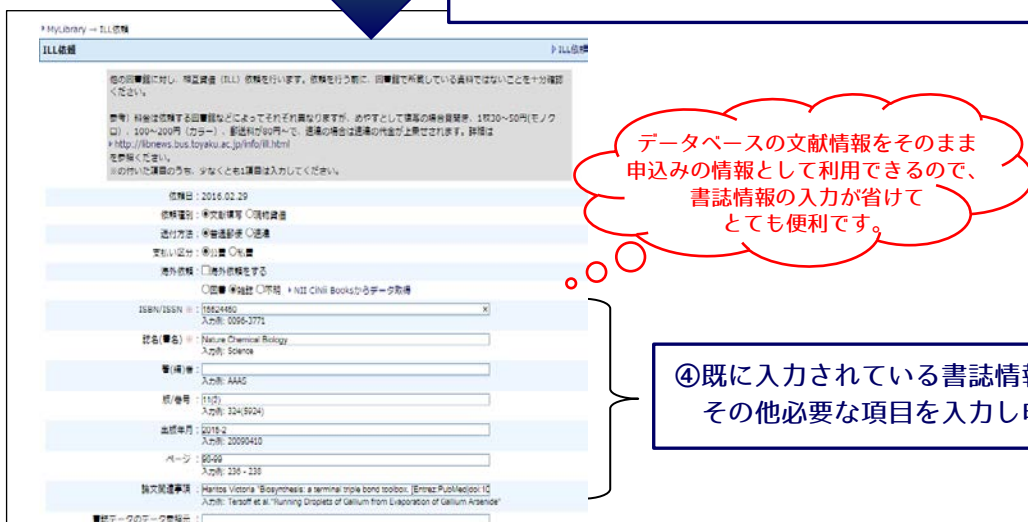 MyLibrary → ILL依頼
ILL依頼
ILL依頼
他の図書館に対し、相互貸借（ILL）依頼を行います。依頼を行う前に、図書館で所蔵している資料ではないことを十分確認
ください。
参考）料金は依頼する図書館などによってそれぞれ異なりますが、めやすとして複写の場合普通、1枚30～50円(モノク
ロ)、100～200円（カラー）、郵送料が80円～で、速達の場合は速達の代金が上乗せされます。詳細は
http://libnews.bus.toyaku.ac.jp/info/ill.html
を参照ください。
※の付いた項目のうち、少なくとも1項目は入力してください。
依頼日：2016.02.29
依頼種別：◉文献複写 ○現物貸借
送付方法：◉普通郵便 ○速達
支払い区分：◉公費 ○私費
海外依頼：□海外依頼をする
○図書 ◉雑誌 ○不明 NII CiNii Booksからデータ取得
ISBN/ISSN ※：15524450 x
入力例: 0096-3771
誌名(書名) ※：Nature Chemical Biology
入力例: Science
著(編)者：
入力例: AAAS
版/巻号：11(2)
入力例: 324(5924)
出版年月：2015-2
入力例: 20090410
ページ：98-99
入力例: 236 - 238
論文関連事項：Haritos Victoria "Biosynthesis: a terminal triple bond toolbox. [Entrez PubMed]doi:10
入力例: Tersoff et al."Running Droplets of Gallium from Evaporation of Gallium Arsenide"
書誌データのデータ参照元：
データベースの文献情報をそのまま
申込みの情報として利用できるので、
書誌情報の入力が省けて
とても便利です。
④既に入力されている書誌情報
その他必要な項目を入力し